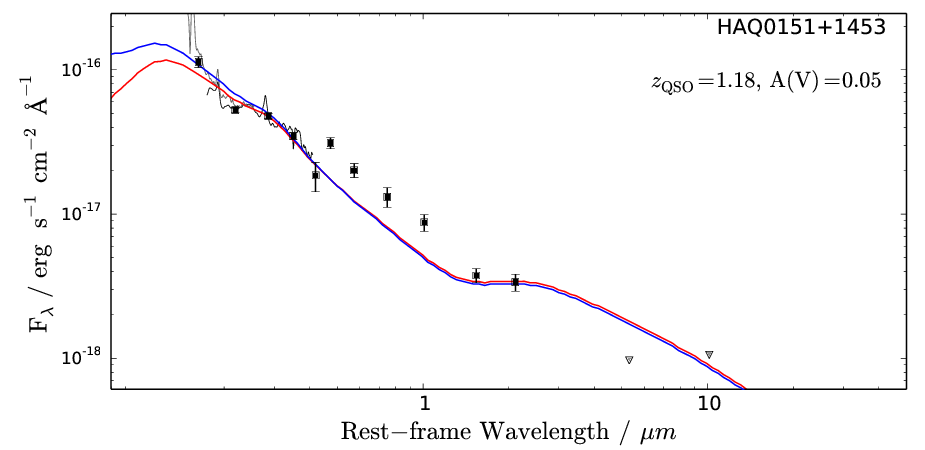 HAQ0151+1453
z_QSO=1.18, A(V)=0.05
10^-16
10^-17
10^-18
F_λ / erg s^−1 cm^−2 Å^−1
1 10
Rest−frame Wavelength / μm